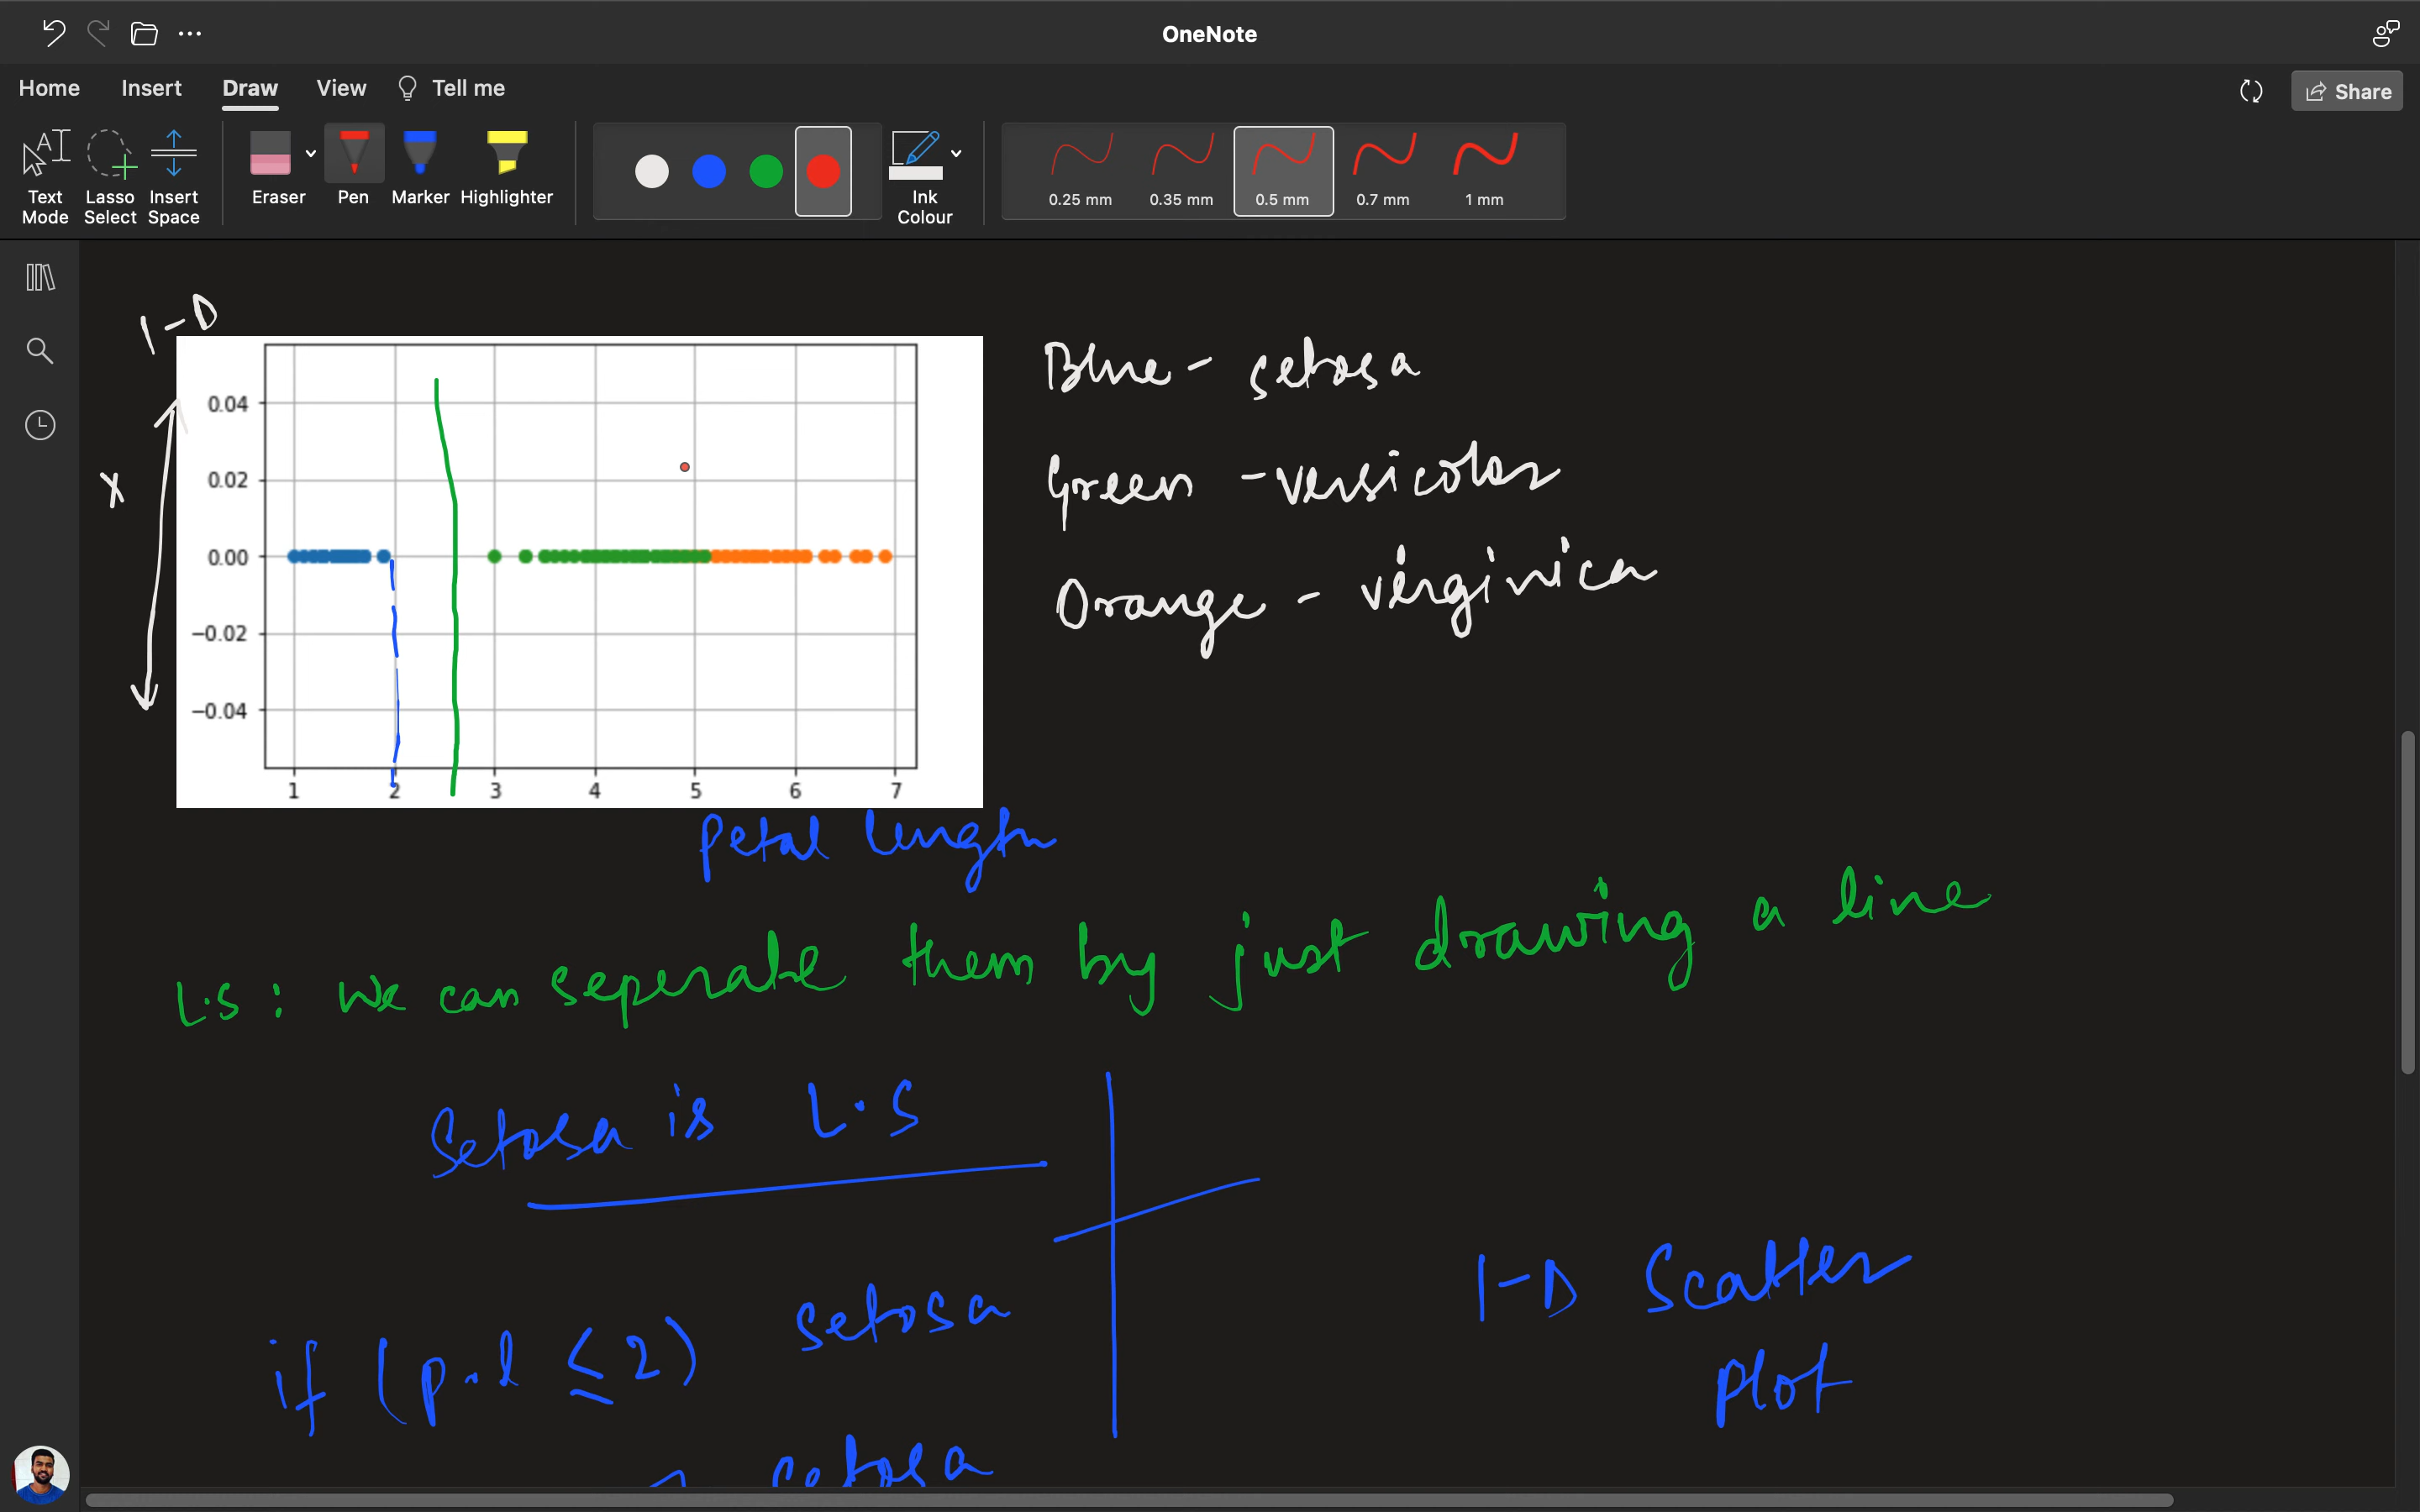 OneNote
Home Insert Draw View Tell me Share
Text Mode Lasso Select Insert Space Eraser Pen Marker Highlighter Ink Colour 0.25 mm 0.35 mm 0.5 mm 0.7 mm 1 mm
1-D
X
0.04
0.02
0.00
−0.02
−0.04
1 2 3 4 5 6 7
petal length
Blue - setosa
Green - versicolor
Orange - virginica
L.S : we can seperate them by just drawing a line
Setosa is L.S
if (p.l ≤ 2) setosa
setosa
1-D Scatter
Plot